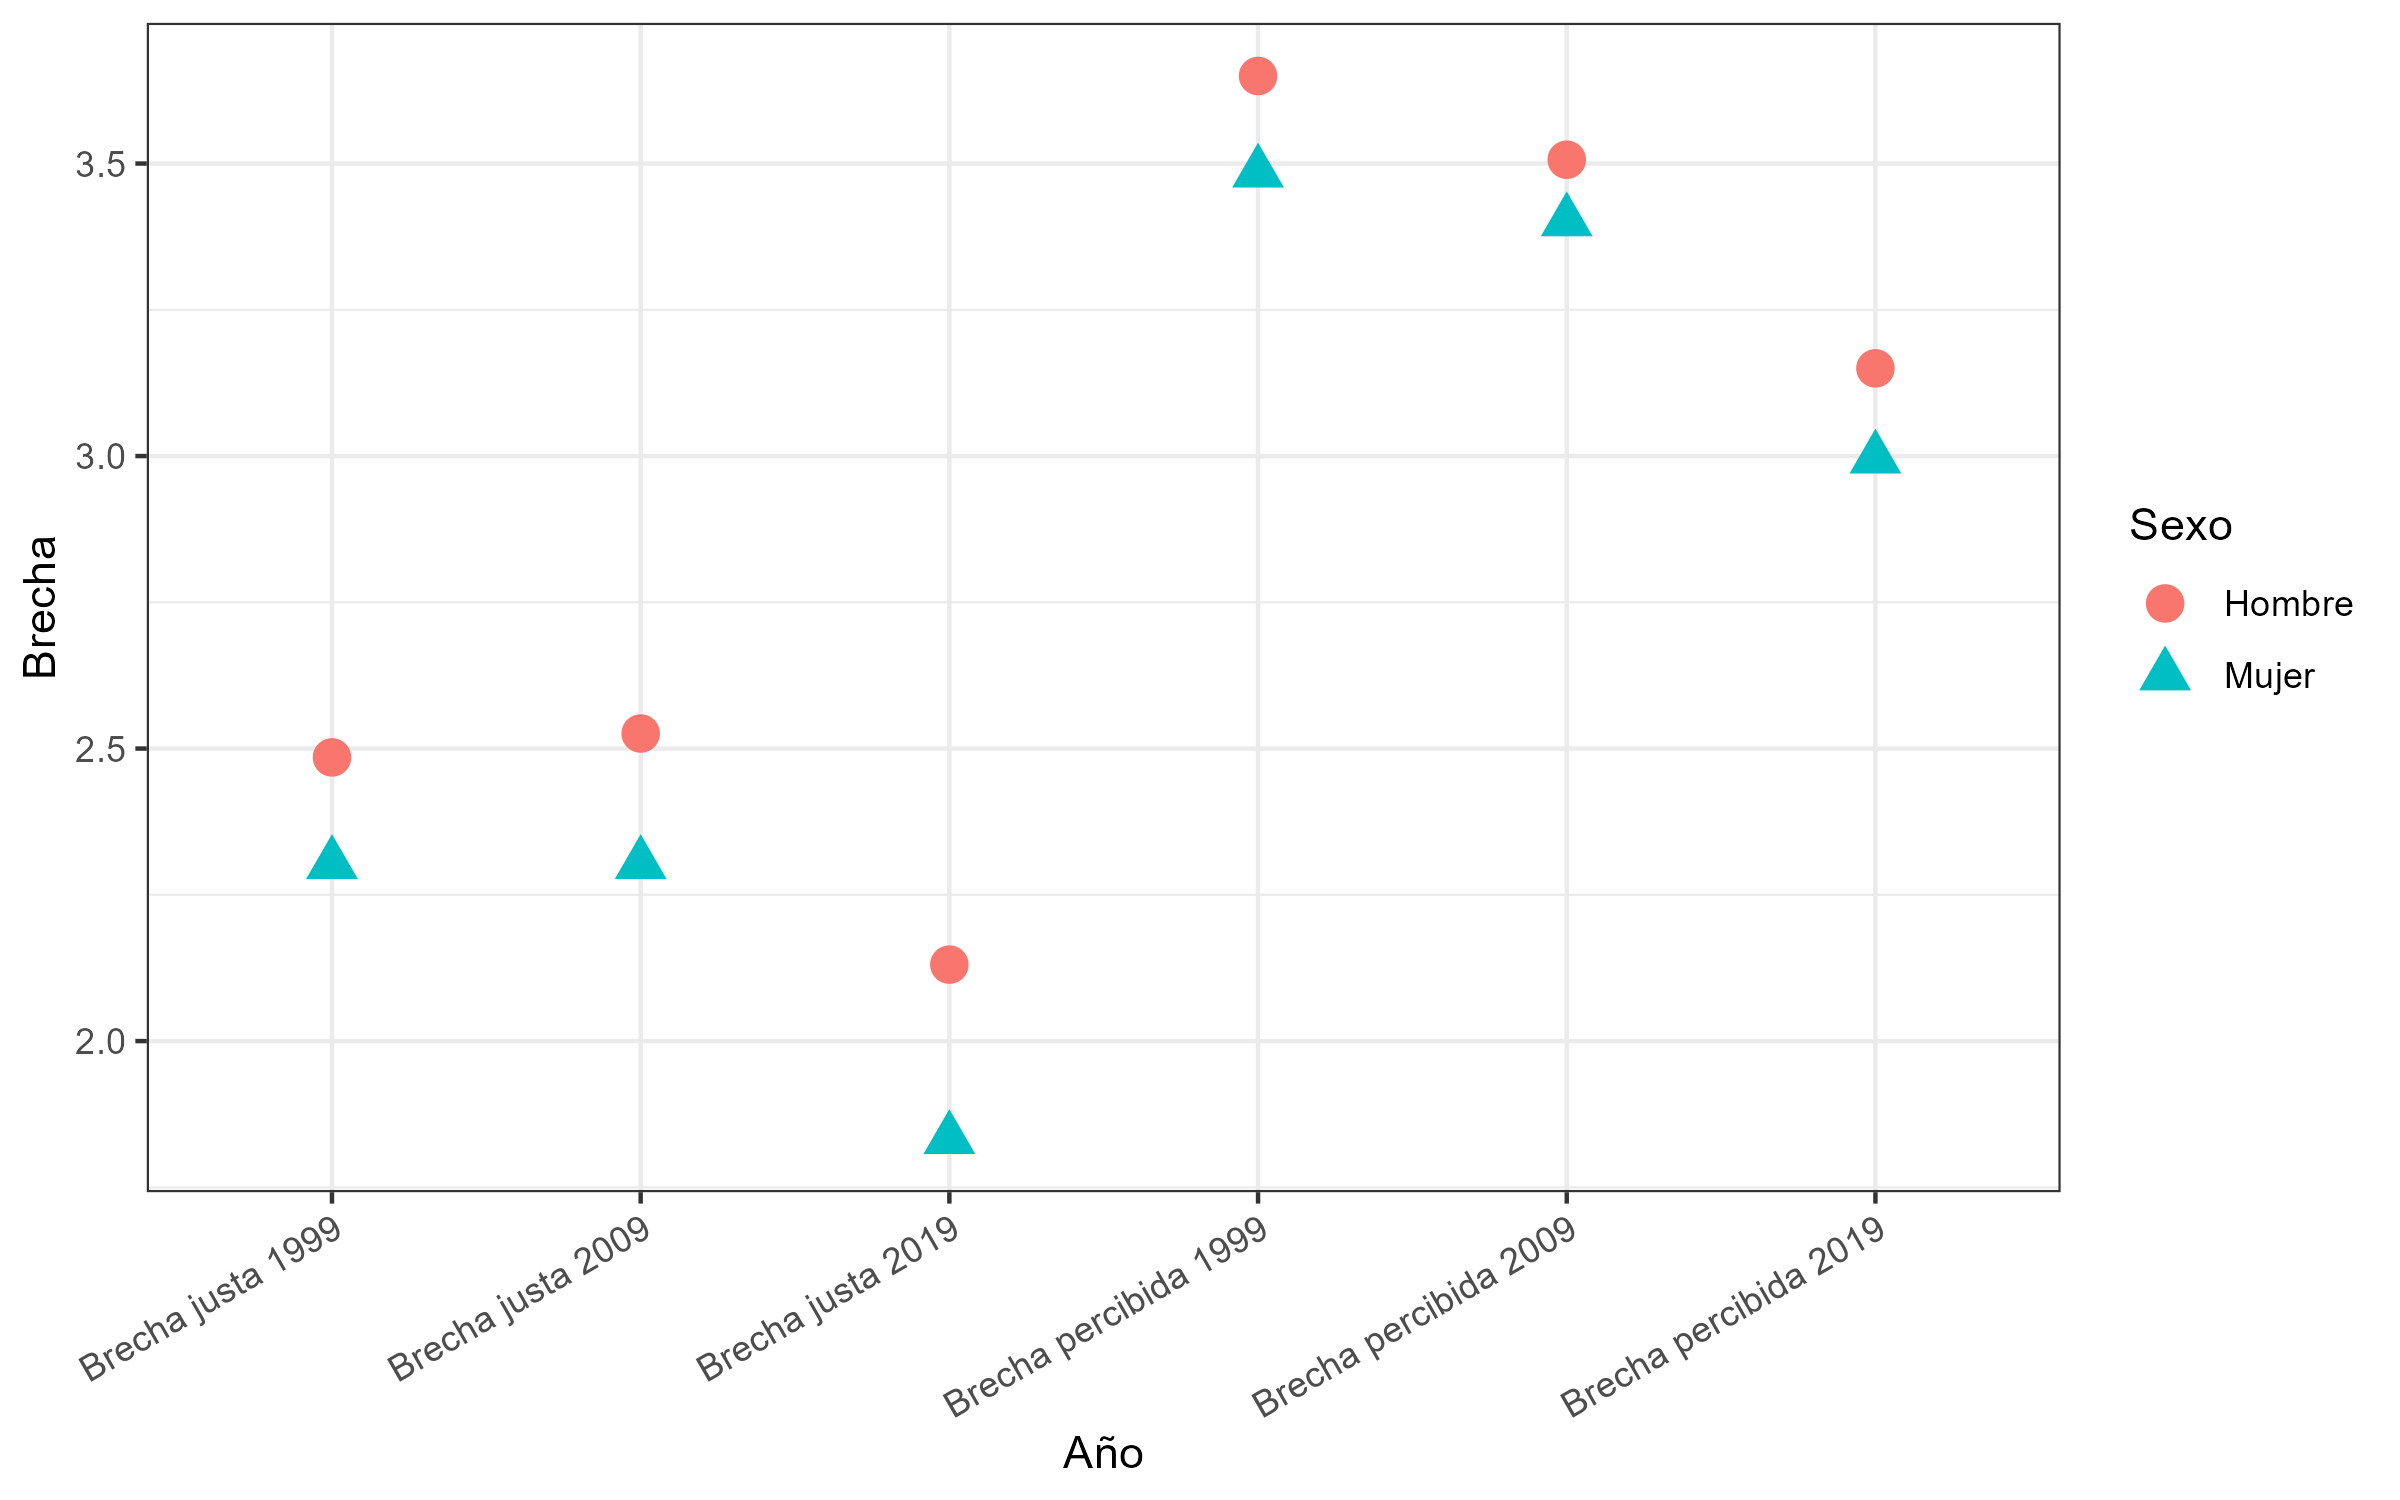 Brecha
3.5
3.0
2.5
2.0
Brecha justa 1999
Brecha justa 2009
Brecha justa 2019
Brecha percibida 1999
Brecha percibida 2009
Brecha percibida 2019
Año
Sexo
Hombre
Mujer